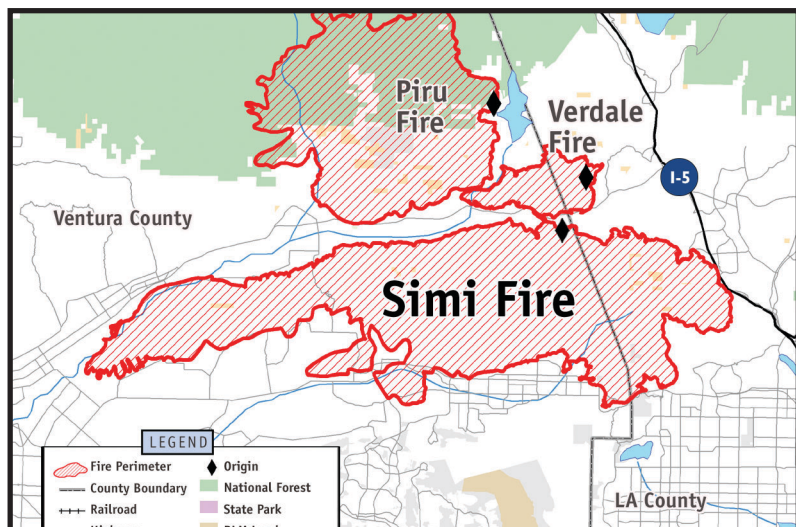 Piru
Fire
Verdale
Fire
I-5
Ventura County
Simi Fire
LEGEND
Fire Perimeter
Origin
County Boundary
National Forest
Railroad
State Park
LA County